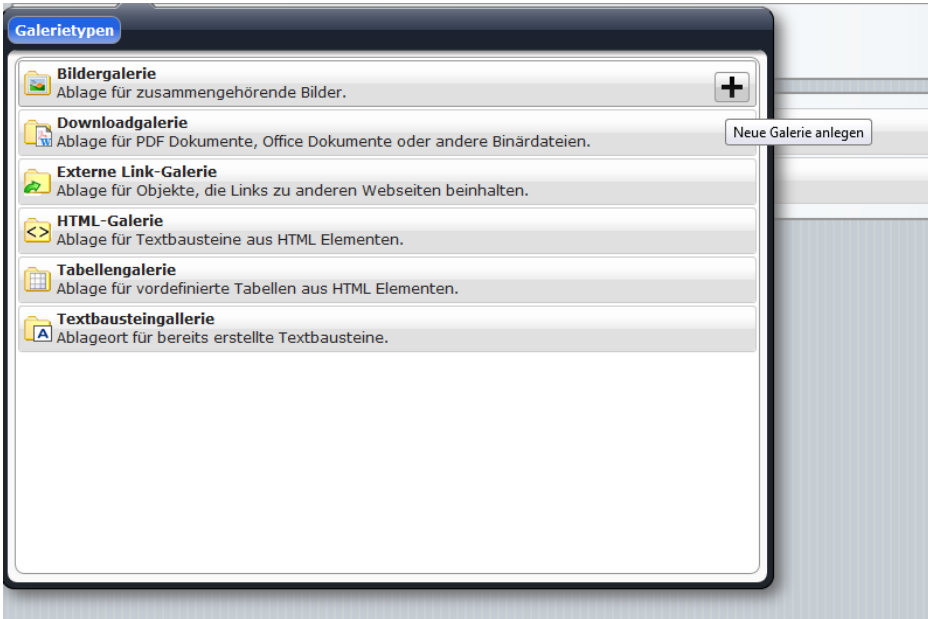 Galerietypen
Bildergalerie
Ablage für zusammengehörende Bilder.
Downloadgalerie
Ablage für PDF Dokumente, Office Dokumente oder andere Binärdateien.
Neue Galerie anlegen
Externe Link-Galerie
Ablage für Objekte, die Links zu anderen Webseiten beinhalten.
HTML-Galerie
Ablage für Textbausteine aus HTML Elementen.
Tabellengalerie
Ablage für vordefinierte Tabellen aus HTML Elementen.
Textbausteingallerie
Ablageort für bereits erstellte Textbausteine.